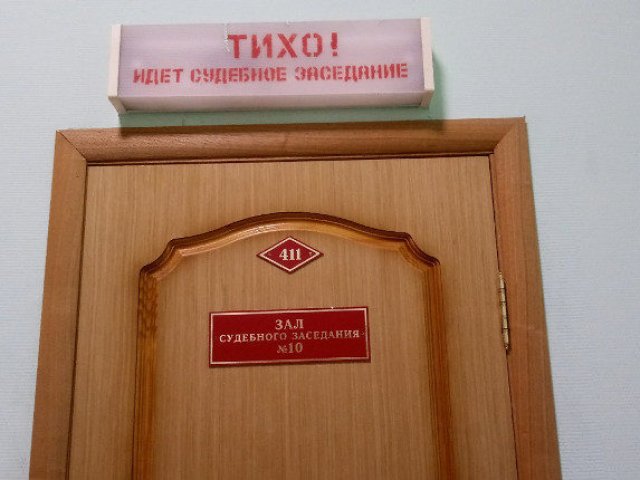 ТИХО!
ИДЕТ СУДЕБНОЕ ЗАСЕДАНИЕ
411
ЗАЛ
СУДЕБНОГО ЗАСЕДАНИЯ
№10